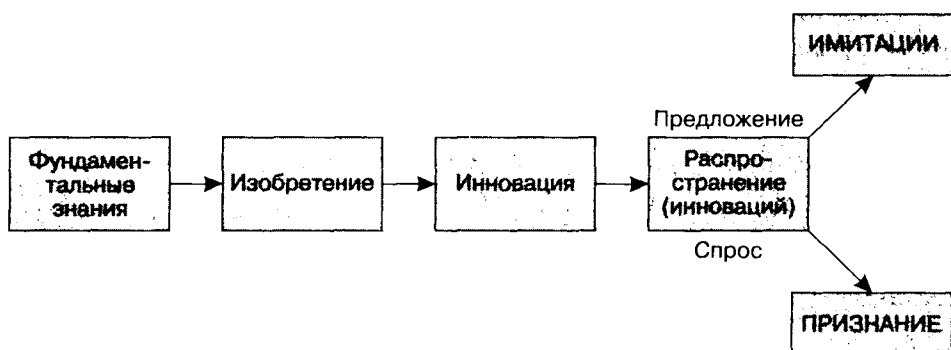 ИМИТАЦИИ
Предложение
Фундамен-
тальные
знания
Изобретение
Инновация
Распро-
странение
(инноваций)
Спрос
ПРИЗНАНИЕ